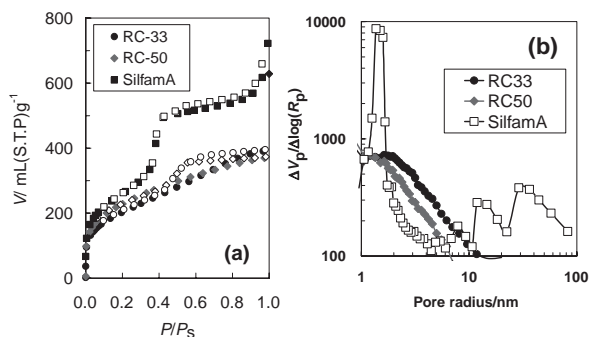 800
600
400
200
0
0.0 0.2 0.4 0.6 0.8 1.0
V/ mL(S.T.P)g-1
P/PS
RC-33
RC-50
SilfamA
(a)
10000
1000
100
1 10 100
ΔVp/Δlog(Rp)
Pore radius/nm
(b)
RC33
RC50
SilfamA